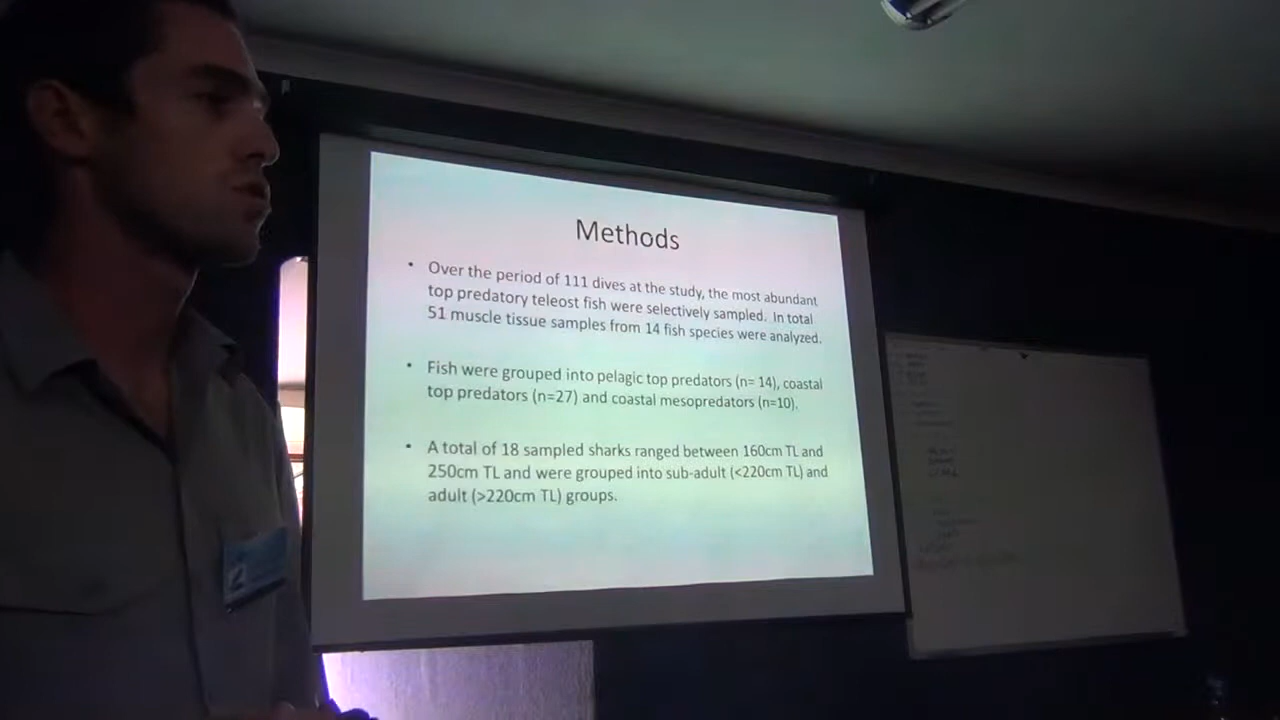 Methods
• Over the period of 111 dives at the study, the most abundant
top predatory teleost fish were selectively sampled. In total
51 muscle tissue samples from 14 fish species were analyzed.
• Fish were grouped into pelagic top predators (n= 14), coastal
top predators (n=27) and coastal mesopredators (n=10).
• A total of 18 sampled sharks ranged between 160cm TL and
250cm TL and were grouped into sub-adult (<220cm TL) and
adult (>220cm TL) groups.